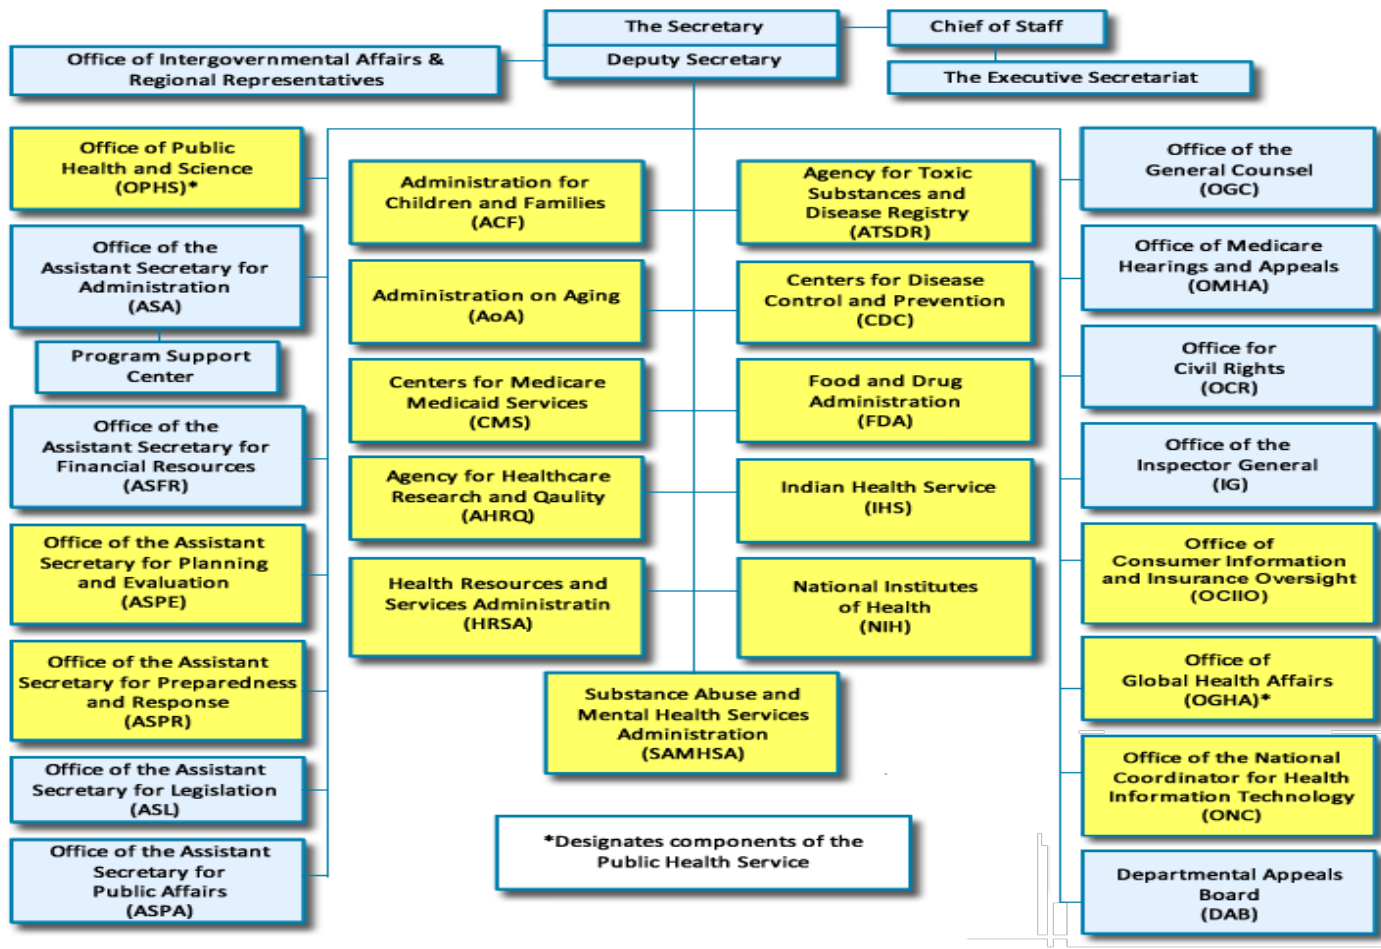 The Secretary
Deputy Secretary
Chief of Staff
The Executive Secretariat
Office of Intergovernmental Affairs &
Regional Representatives
Office of Public
Health and Science
(OPHS)*
Office of the
Assistant Secretary for
Administration
(ASA)
Program Support
Center
Office of the
Assistant Secretary for
Financial Resources
(ASFR)
Office of the Assistant
Secretary for Planning
and Evaluation
(ASPE)
Office of the Assistant
Secretary for Preparedness
and Response
(ASPR)
Office of the Assistant
Secretary for Legislation
(ASL)
Office of the Assistant
Secretary for
Public Affairs
(ASPA)
Administration for
Children and Families
(ACF)
Administration on Aging
(AoA)
Centers for Medicare
Medicaid Services
(CMS)
Agency for Healthcare
Research and Qaulity
(AHRQ)
Health Resources and
Services Administratin
(HRSA)
Agency for Toxic
Substances and
Disease Registry
(ATSDR)
Centers for Disease
Control and Prevention
(CDC)
Food and Drug
Administration
(FDA)
Indian Health Service
(IHS)
National Institutes
of Health
(NIH)
Substance Abuse and
Mental Health Services
Administration
(SAMHSA)
Office of the
General Counsel
(OGC)
Office of Medicare
Hearings and Appeals
(OMHA)
Office for
Civil Rights
(OCR)
Office of the
Inspector General
(IG)
Office of
Consumer Information
and Insurance Oversight
(OCIIO)
Office of
Global Health Affairs
(OGHA)*
Office of the National
Coordinator for Health
Information Technology
(ONC)
Departmental Appeals
Board
(DAB)
*Designates components of the
Public Health Service